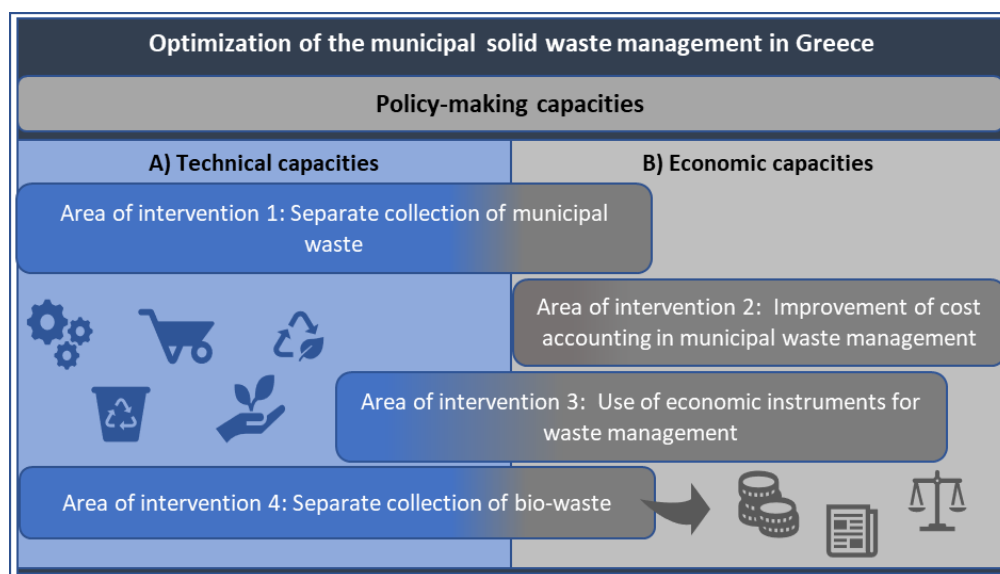 Optimization of the municipal solid waste management in Greece
Policy-making capacities
A) Technical capacities
B) Economic capacities
Area of intervention 1: Separate collection of municipal
waste
Area of intervention 2:  Improvement of cost
accounting in municipal waste management
Area of intervention 3:  Use of economic instruments for
waste management
Area of intervention 4: Separate collection of bio-waste